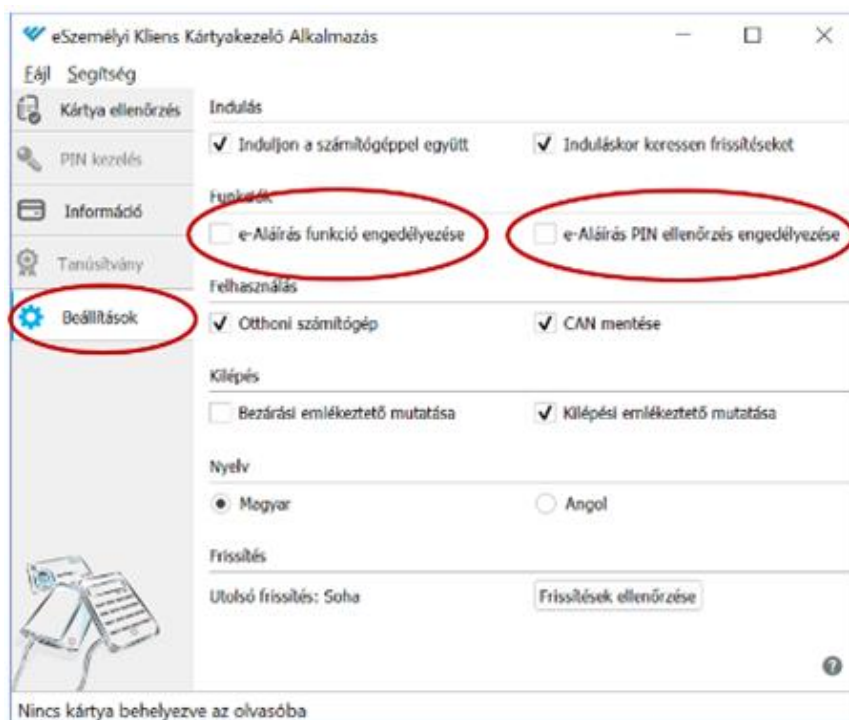 eSzemélyi Kliens Kártyakezelő Alkalmazás
Fájl Segítség
Kártya ellenőrzés
PIN kezelés
Információ
Tanúsítvány
Beállítások
Indulás
Induljon a számítógéppel együtt
Induláskor keressen frissítéseket
Funkciók
e-Aláírás funkció engedélyezése
e-Aláírás PIN ellenőrzés engedélyezése
Felhasználás
Otthoni számítógép
CAN mentése
Kilépés
Bezárási emlékeztető mutatása
Kilépési emlékeztető mutatása
Nyelv
Magyar
Angol
Frissítés
Utolsó frissítés: Soha
Frissítések ellenőrzése
Nincs kártya behelyezve az olvasóba